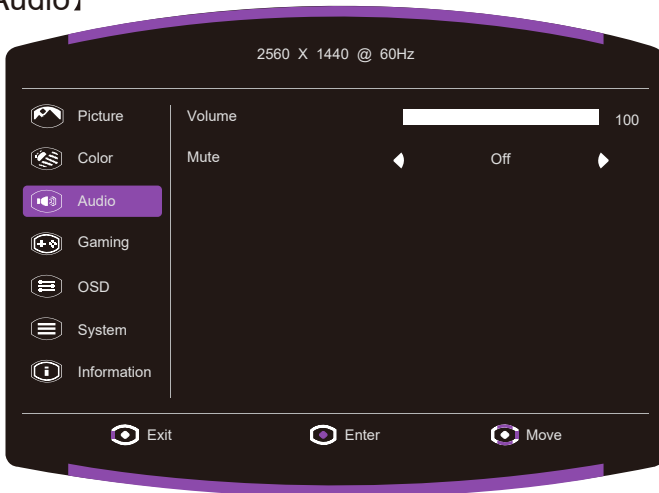 Audio】
2560 X 1440 @ 60Hz
Picture
Volume 100
Color
Mute Off
Audio
Gaming
OSD
System
Information
Exit Enter Move